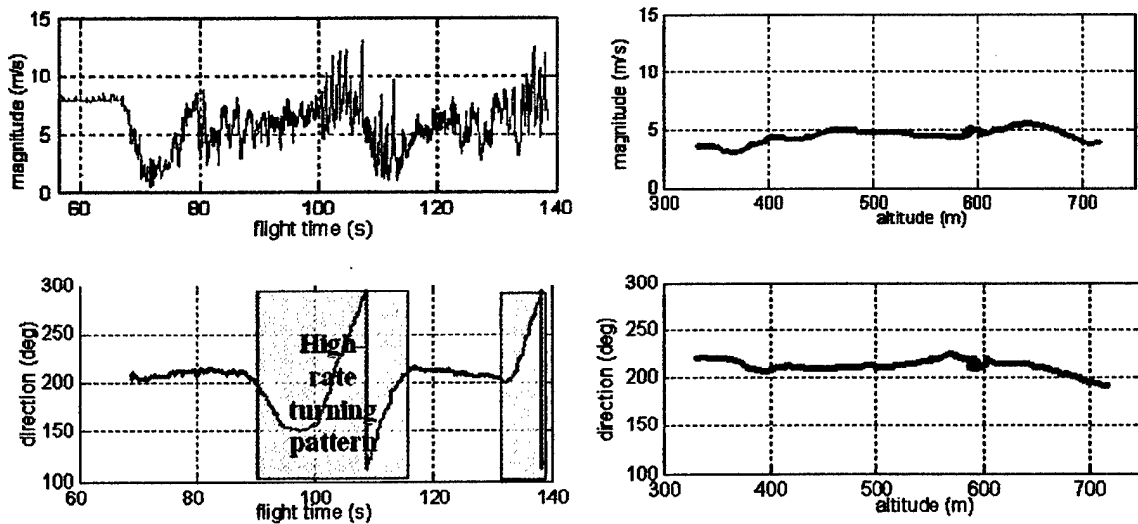 15
10
5
0
magnitude (m/s)
60 80 100 120 140
flight time (s)
15
10
5
0
magnitude (m/s)
300 400 500 600 700
altitude (m)
300
250
200
150
100
direction (deg)
High
rate
turning
pattern
60 80 100 120 140
flight time (s)
300
250
200
150
100
direction (deg)
300 400 500 600 700
altitude (m)